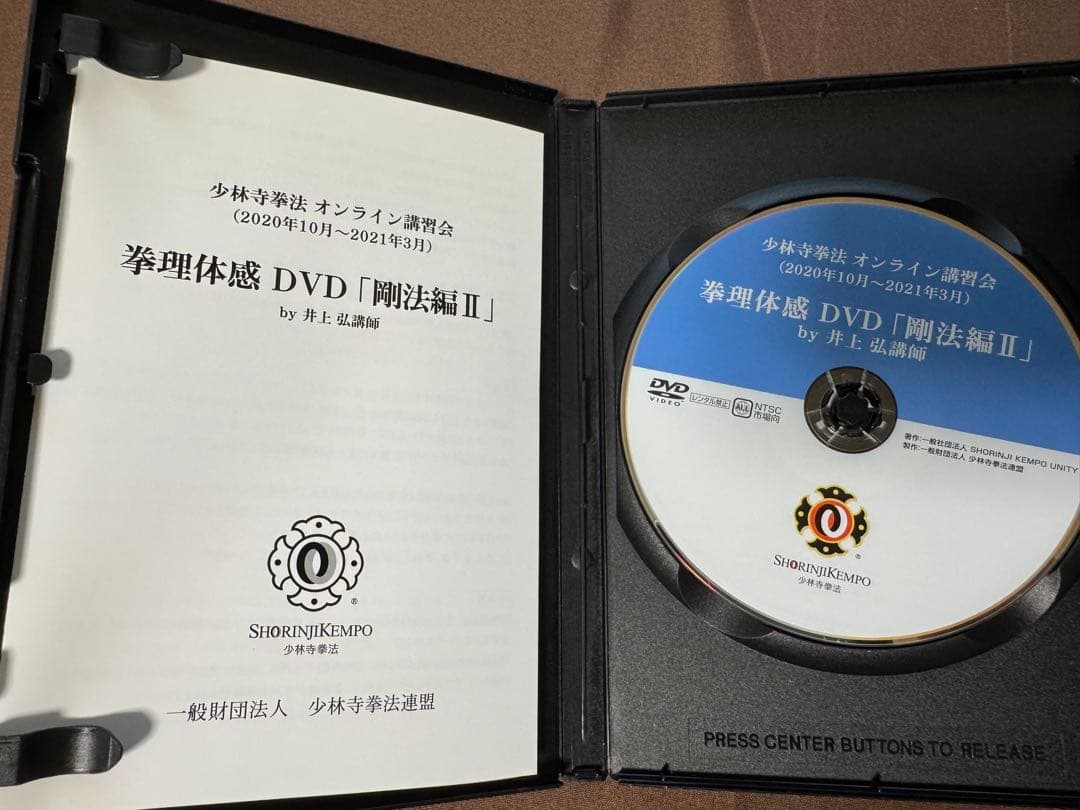 少林寺拳法 オンライン講習会
（2020年10月～2021年3月）
拳理体感 DVD「剛法編Ⅱ」
by 井上 弘講師
®
SHORINJIKEMPO
少林寺拳法
一般財団法人 少林寺拳法連盟
少林寺拳法 オンライン講習会
（2020年10月～2021年3月）
拳理体感 DVD「剛法編Ⅱ」
by 井上 弘講師
DVD
VIDEO
レンタル禁止
ALL
NTSC
市場向
著作:一般社団法人 SHORINJI KEMPO UNITY
製作:一般財団法人 少林寺拳法連盟
®
SHORINJIKEMPO
少林寺拳法
PRESS CENTER BUTTONS TO RELEASE